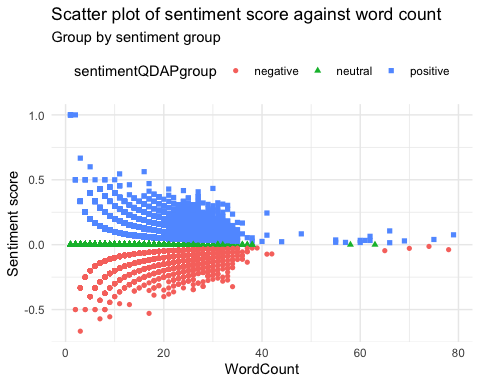 Scatter plot of sentiment score against word count
Group by sentiment group
sentimentQDAPgroup negative neutral positive
1.0
0.5
0.0
-0.5
Sentiment score
0 20 40 60 80
WordCount